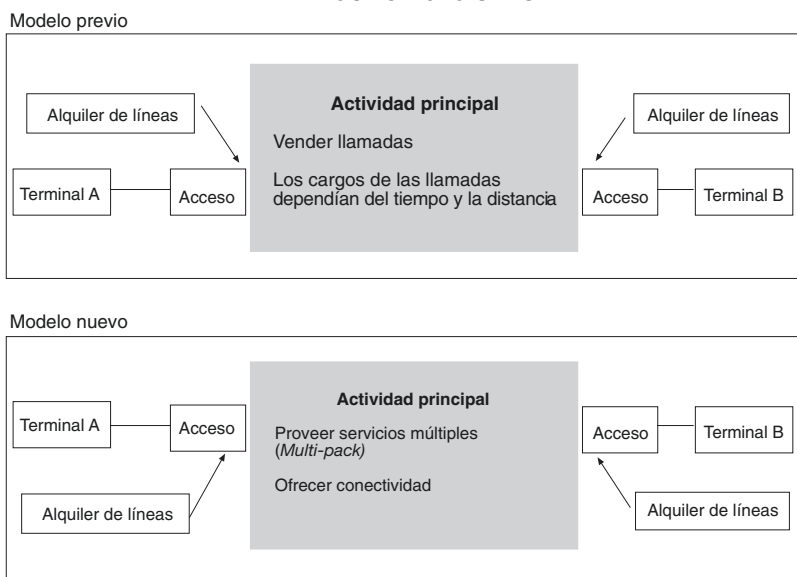 Modelo previo
Alquiler de líneas
Terminal A
Acceso
Actividad principal
Vender llamadas
Los cargos de las llamadas
dependían del tiempo y la distancia
Alquiler de líneas
Acceso
Terminal B
Modelo nuevo
Terminal A
Acceso
Alquiler de líneas
Actividad principal
Proveer servicios múltiples
(Multi-pack)
Ofrecer conectividad
Acceso
Terminal B
Alquiler de líneas